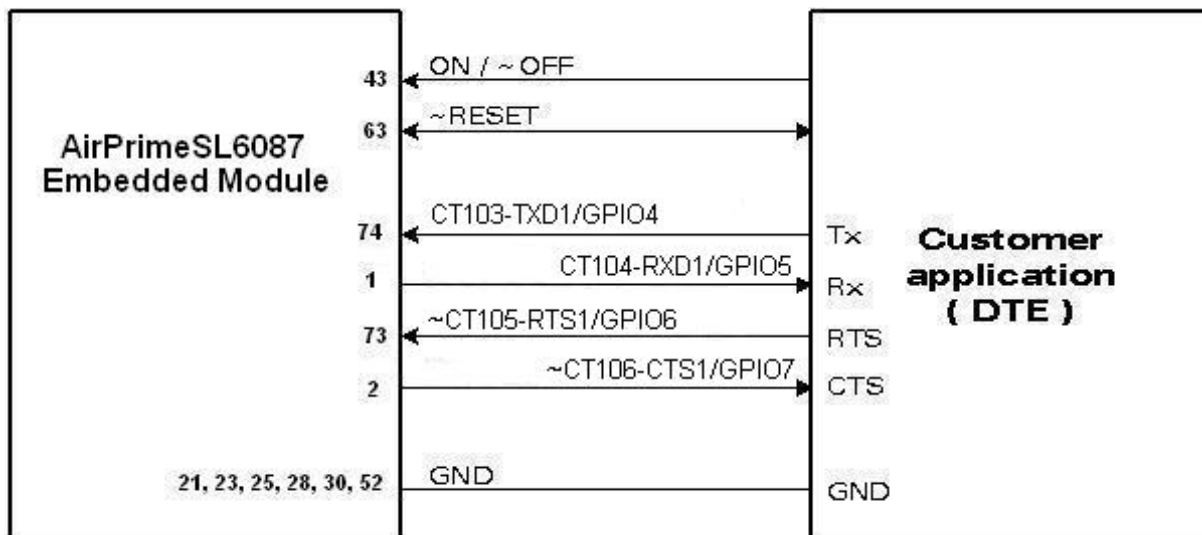 43 ON / ~ OFF
63 ~RESET
AirPrimeSL6087
Embedded Module
74 CT103-TXD1/GPIO4 Tx
1 CT104-RXD1/GPIO5 Rx
73 ~CT105-RTS1/GPIO6 RTS
2 ~CT106-CTS1/GPIO7 CTS
Customer
application
( DTE )
21, 23, 25, 28, 30, 52 GND GND